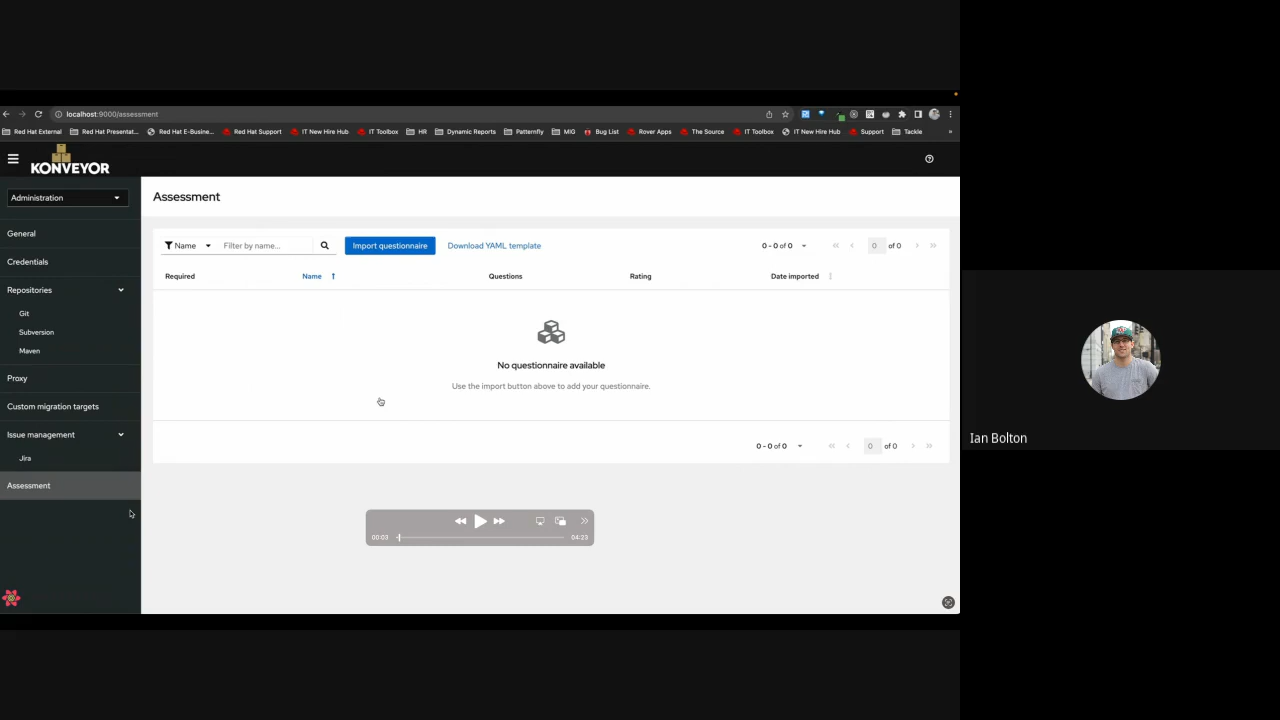 localhost:9000/assessment
Red Hat External
Red Hat Presentat...
Red Hat E-Busine...
Red Hat Support
IT New Hire Hub
IT Toolbox
HR
Dynamic Reports
Patternfly
MIG
Bug List
Rover Apps
The Source
IT Toolbox
IT New Hire Hub
Support
Tackle
»
KONVEYOR
Administration
Assessment
General
Credentials
Repositories
Git
Subversion
Maven
Proxy
Custom migration targets
Issue management
Jira
Assessment
Name
Filter by name...
Import questionnaire
Download YAML template
0 - 0 of 0
0 of 0
Required
Name
Questions
Rating
Date imported
No questionnaire available
Use the import button above to add your questionnaire.
0 - 0 of 0
0 of 0
00:03
04:23
Ian Bolton